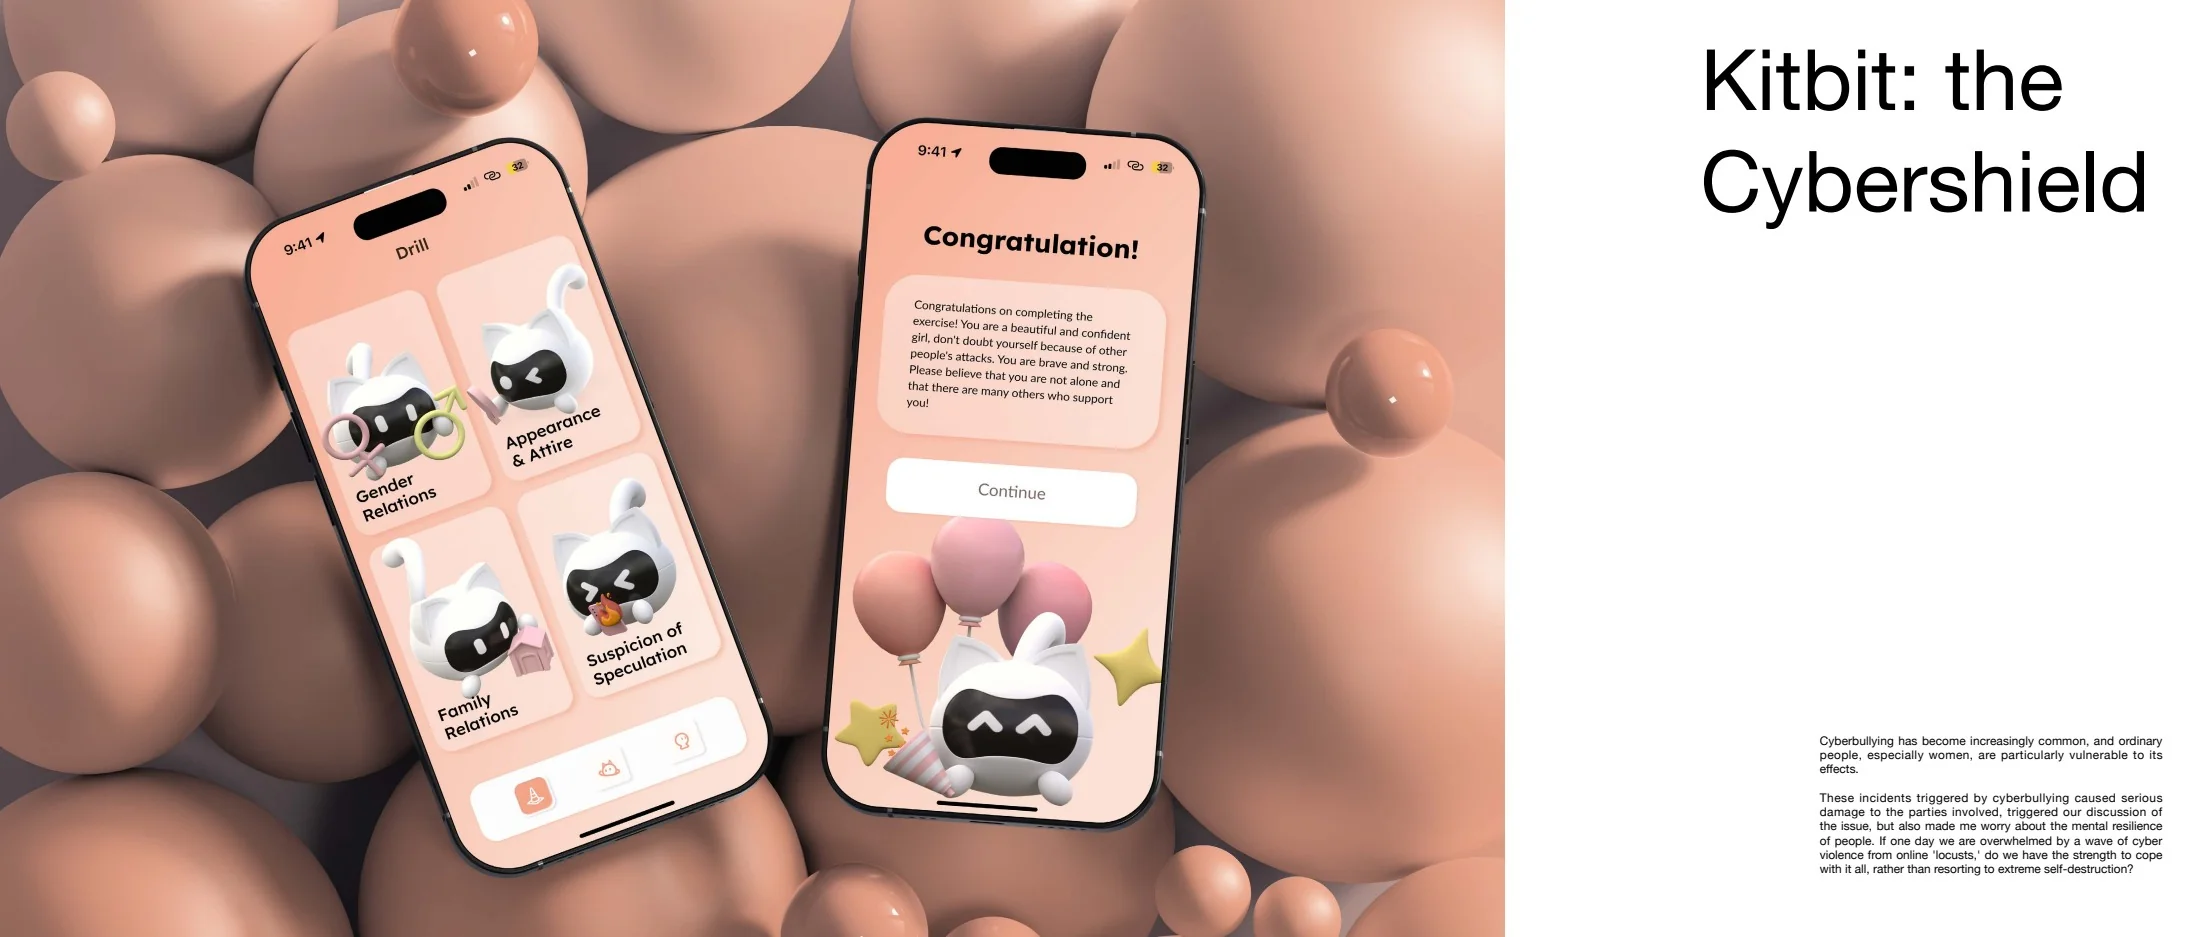 Kitbit: the
Cybershield
9:41
32
Drill
Gender
Relations
Appearance
& Attire
Family
Relations
Suspicion of
Speculation
9:41
32
Congratulation!
Congratulations on completing the
exercise! You are a beautiful and confident
girl, don't doubt yourself because of other
people's attacks. You are brave and strong.
Please believe that you are not alone and
that there are many others who support
you!
Continue
Cyberbullying has become increasingly common, and ordinary
people, especially women, are particularly vulnerable to its
effects.
These incidents triggered by cyberbullying caused serious
damage to the parties involved, triggered our discussion of
the issue, but also made me worry about the mental resilience
of people. If one day we are overwhelmed by a wave of cyber
violence from online 'locusts,' do we have the strength to cope
with it all, rather than resorting to extreme self-destruction?